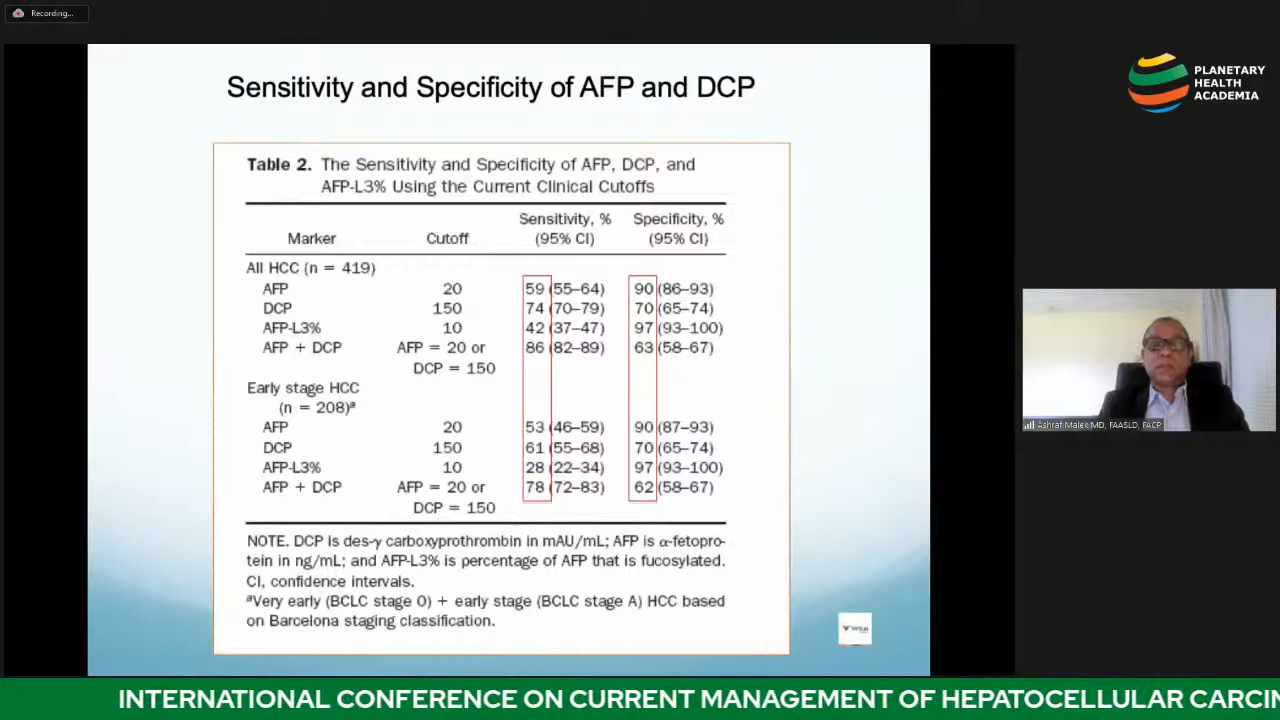 Recording...
PLANETARY
HEALTH
ACADEMIA
Sensitivity and Specificity of AFP and DCP
Table 2. The Sensitivity and Specificity of AFP, DCP, and
AFP-L3% Using the Current Clinical Cutoffs
Sensitivity, % Specificity, %
Marker Cutoff (95% CI) (95% CI)
All HCC (n = 419)
AFP 20 59 (55–64) 90 (86–93)
DCP 150 74 (70–79) 70 (65–74)
AFP-L3% 10 42 (37–47) 97 (93–100)
AFP + DCP AFP = 20 or 86 (82–89) 63 (58–67)
DCP = 150
Early stage HCC
(n = 208)ª
AFP 20 53 (46–59) 90 (87–93)
DCP 150 61 (55–68) 70 (65–74)
AFP-L3% 10 28 (22–34) 97 (93–100)
AFP + DCP AFP = 20 or 78 (72–83) 62 (58–67)
DCP = 150
NOTE. DCP is des-γ carboxyprothrombin in mAU/mL; AFP is α-fetopro-
tein in ng/mL; and AFP-L3% is percentage of AFP that is fucosylated.
CI, confidence intervals.
ªVery early (BCLC stage 0) + early stage (BCLC stage A) HCC based
on Barcelona staging classification.
Ashraf Malek MD, FAASLD, FACP
INTERNATIONAL CONFERENCE ON CURRENT MANAGEMENT OF HEPATOCELLULAR CARCIN